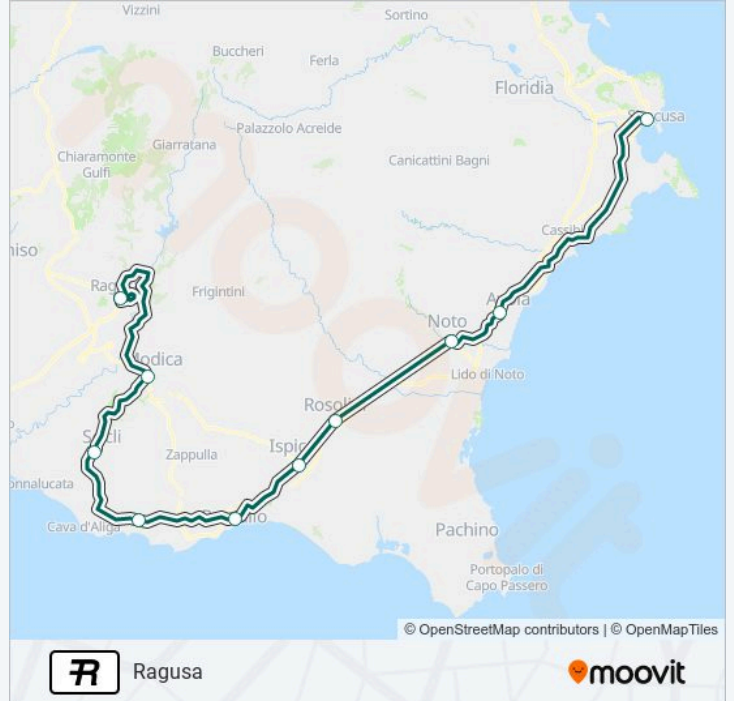 Vizzini
Sortino
Buccheri
Ferla
Floridia
Palazzolo Acreide
Giarratana
Chiaramonte
Gulfi
Canicattini Bagni
Frigintini
Noto
Lido di Noto
Zappulla
Pachino
Cava d'Aliga
Portopalo di
Capo Passero
© OpenStreetMap contributors | © OpenMapTiles
R Ragusa
moovit